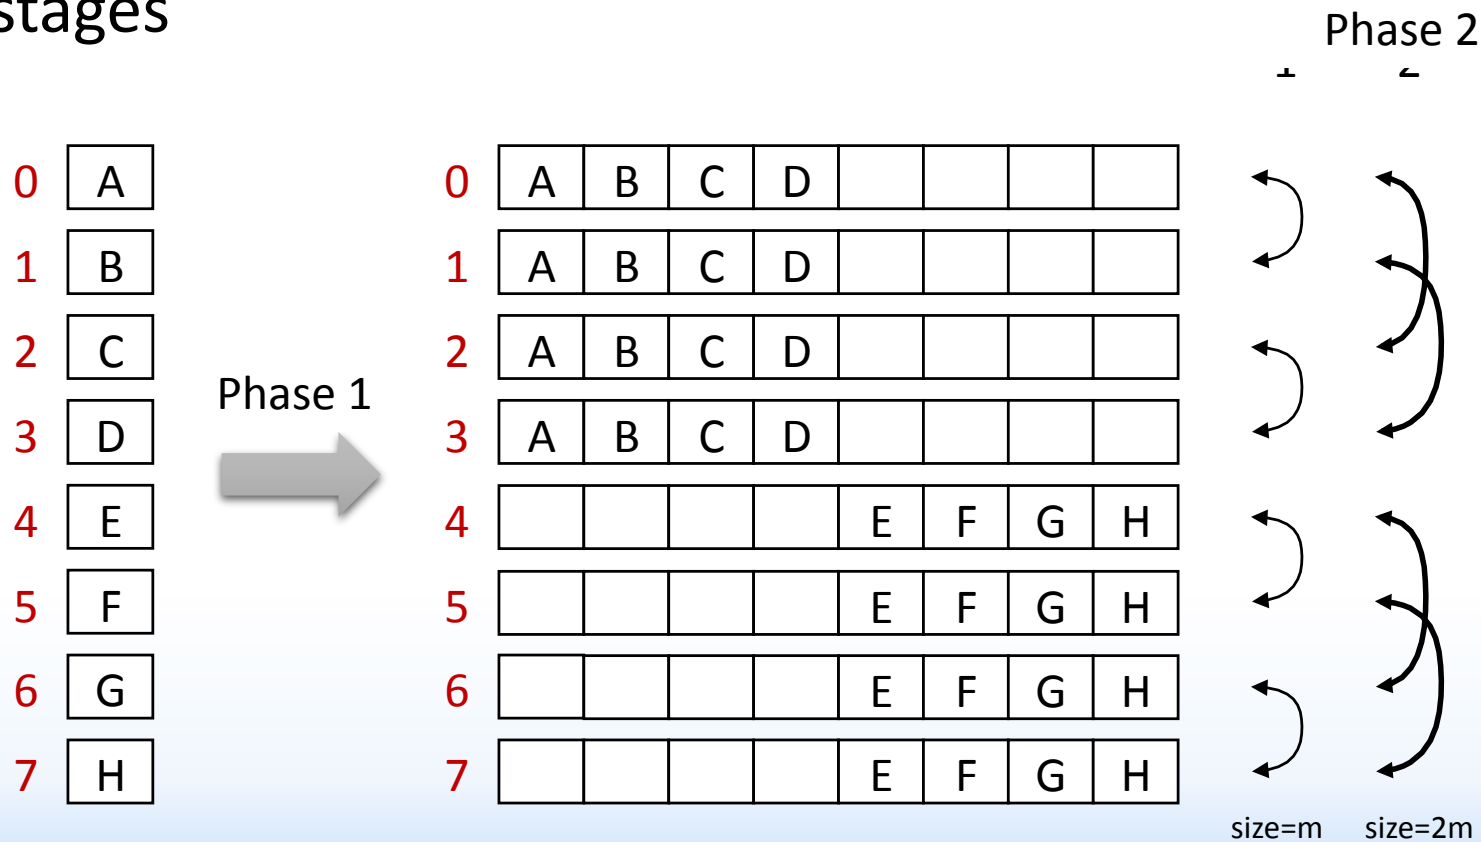 stages
Phase 2
0 A 0 A B C D
1 B 1 A B C D
2 C 2 A B C D
Phase 1
3 D 3 A B C D
4 E 4 E F G H
5 F 5 E F G H
6 G 6 E F G H
7 H 7 E F G H
size=m size=2m